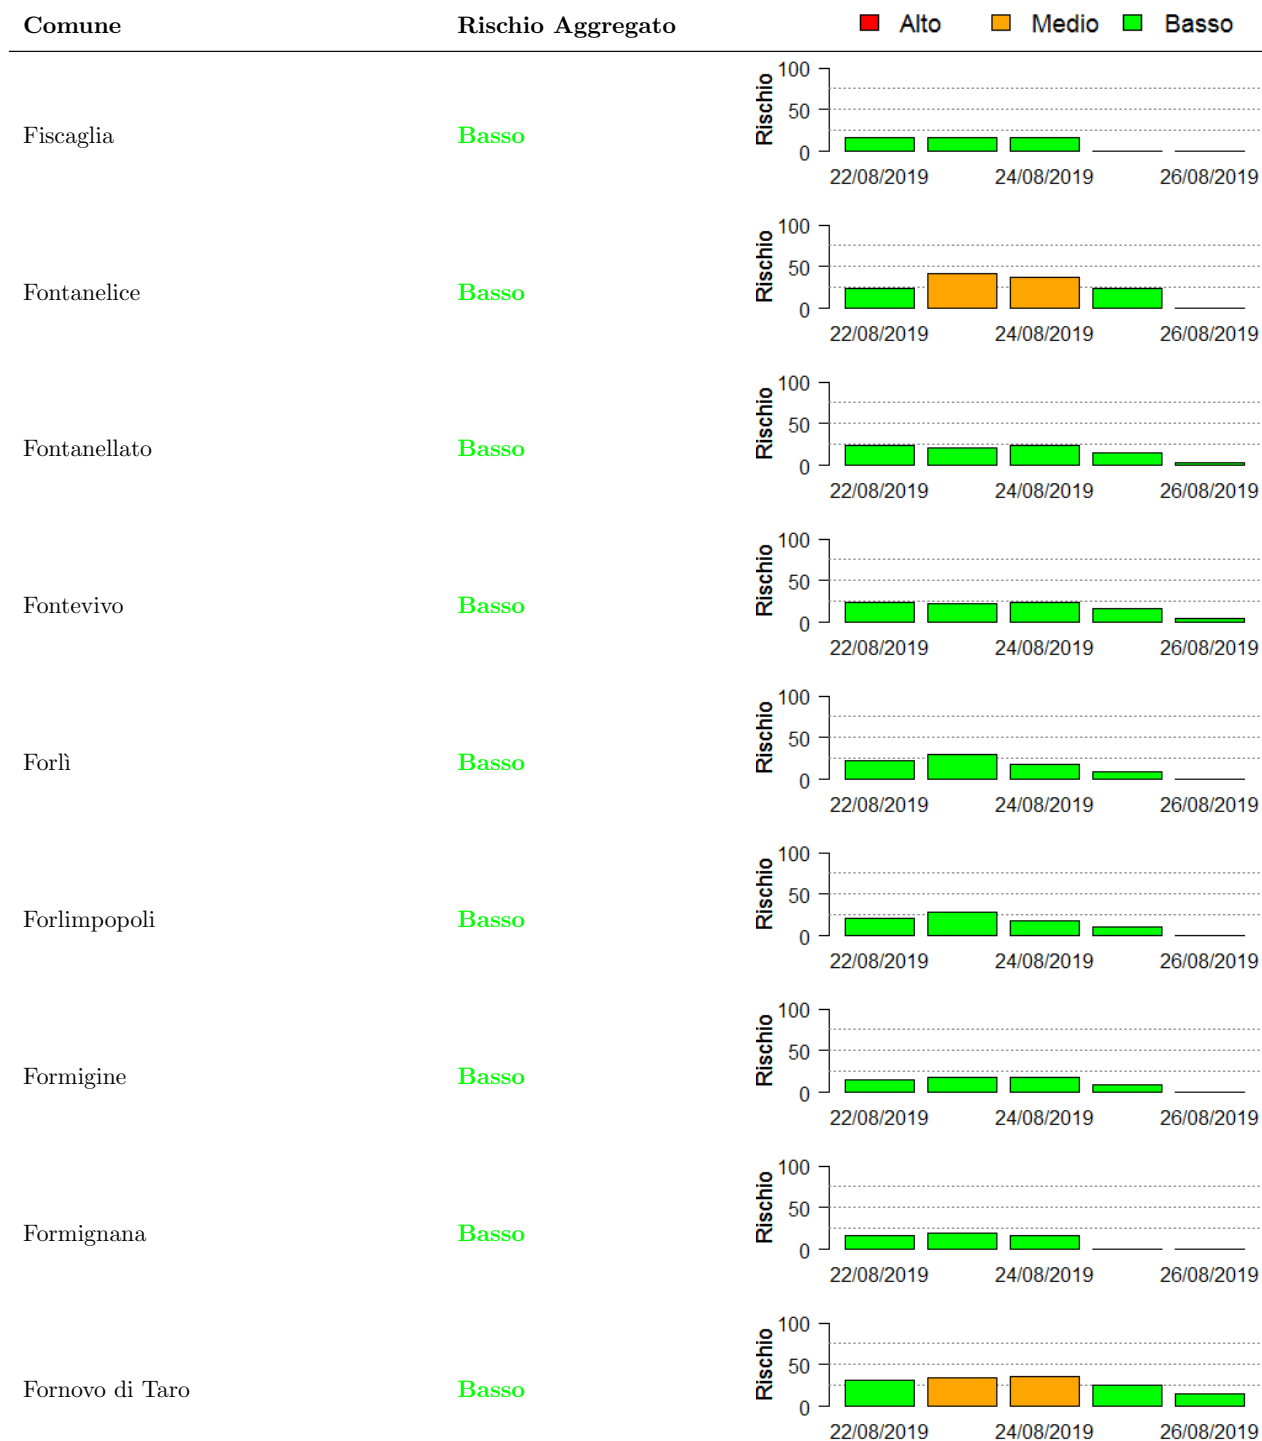 Comune Rischio Aggregato Alto Medio Basso
100
50
0
Rischio
Fiscaglia Basso
22/08/2019 24/08/2019 26/08/2019
100
50
0
Rischio
Fontanelice Basso
22/08/2019 24/08/2019 26/08/2019
100
50
0
Rischio
Fontanellato Basso
22/08/2019 24/08/2019 26/08/2019
100
50
0
Rischio
Fontevivo Basso
22/08/2019 24/08/2019 26/08/2019
100
50
0
Rischio
Forlì Basso
22/08/2019 24/08/2019 26/08/2019
100
50
0
Rischio
Forlimpopoli Basso
22/08/2019 24/08/2019 26/08/2019
100
50
0
Rischio
Formigine Basso
22/08/2019 24/08/2019 26/08/2019
100
50
0
Rischio
Formignana Basso
22/08/2019 24/08/2019 26/08/2019
100
50
0
Rischio
Fornovo di Taro Basso
22/08/2019 24/08/2019 26/08/2019